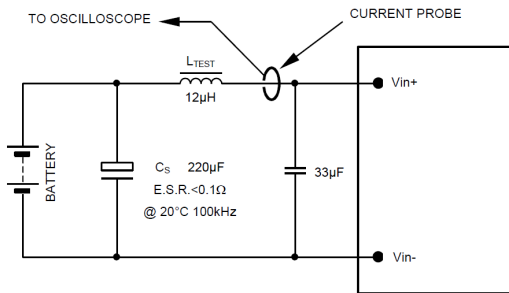 TO OSCILLOSCOPE
CURRENT PROBE
LTEST
12µH
Vin+
BATTERY
CS 220µF
E.S.R.<0.1Ω
@ 20°C 100kHz
33µF
Vin-